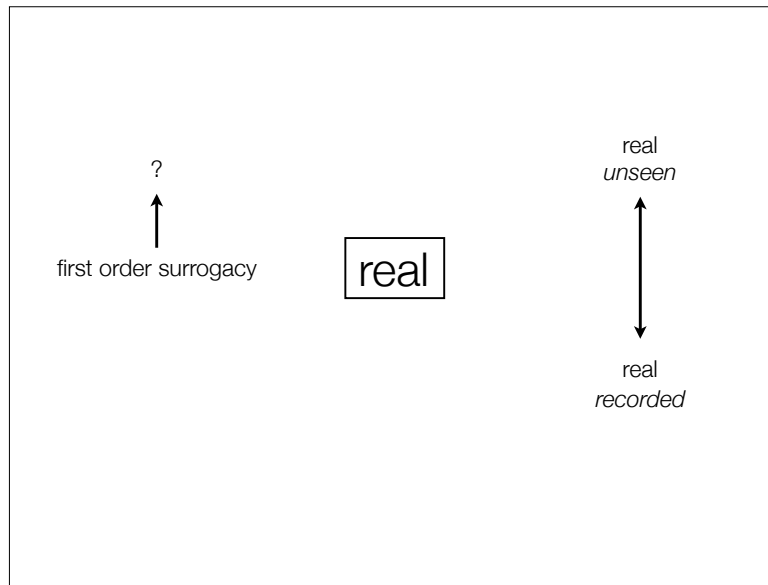 ?
first order surrogacy
real
real
unseen
real
recorded